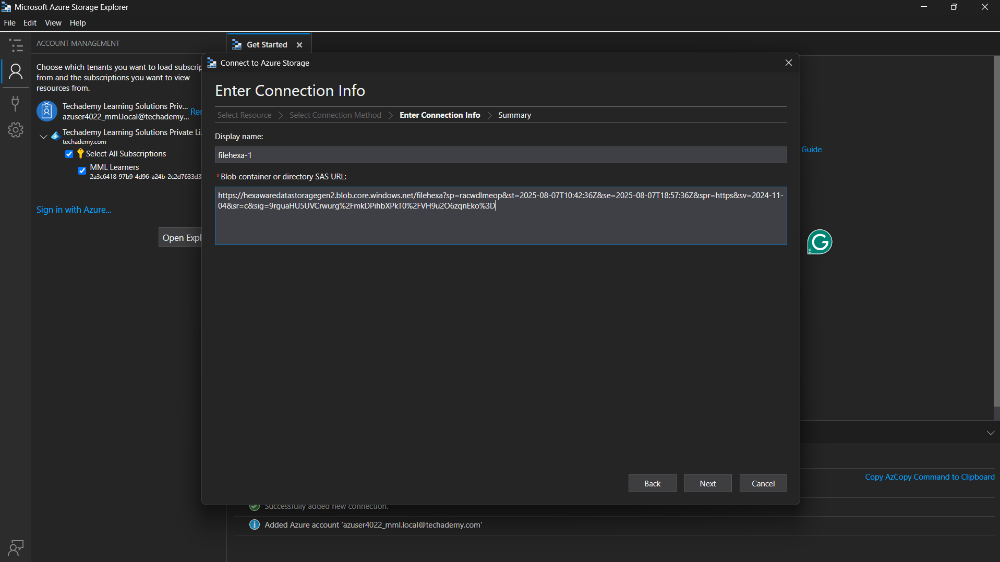 Microsoft Azure Storage Explorer
File Edit View Help
ACCOUNT MANAGEMENT
Get Started
Choose which tenants you want to load subscrip
from and the subscriptions you want to view
resources from.
Techademy Learning Solutions Priv...
azuser4022_mml.local@techademy...
Rer
Techademy Learning Solutions Private Li
techademy.com
Select All Subscriptions
MML Learners
2a3c6418-97b9-4d96-a24b-2c2d7633d3
Sign in with Azure...
Open Expl
Connect to Azure Storage
Enter Connection Info
Select Resource Select Connection Method Enter Connection Info Summary
Display name:
filehexa-1
* Blob container or directory SAS URL:
https://hexawaredatastoragegen2.blob.core.windows.net/filehexa?sp=racwdlmeop&st=2025-08-07T10:42:36Z&se=2025-08-07T18:57:36Z&spr=https&sv=2024-11-
04&sr=c&sig=9rguaHU5UVCrwurg%2FmkDPihbXPkT0%2FVH9u2O6zqnEko%3D
Guide
Back Next Cancel
Copy AzCopy Command to Clipboard
Successfully added new connection.
Added Azure account 'azuser4022_mml.local@techademy.com'